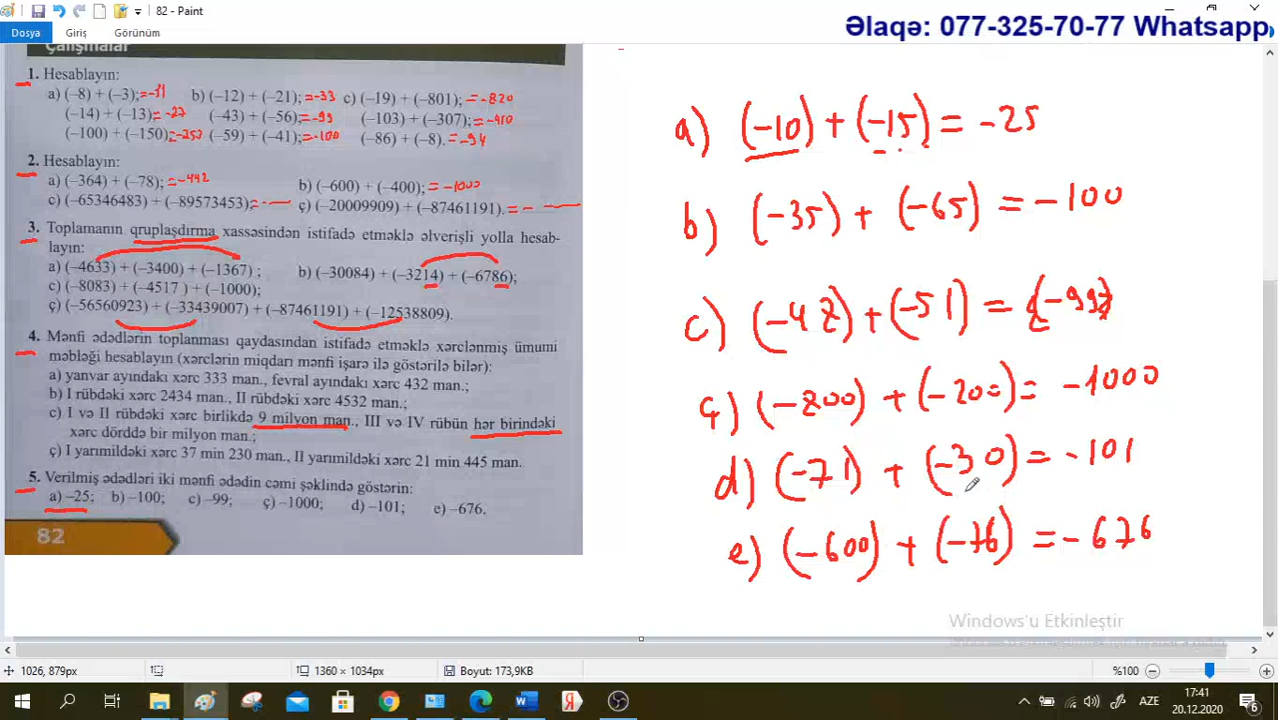 82 - Paint
Əlaqə: 077-325-70-77 Whatsapp
Dosya Giriş Görünüm
Çalışmalar
1. Hesablayın:
a) (–8) + (–3); =-11 b) (–12) + (–21); =-33 c) (–19) + (–801); =-820
(–14) + (–13); =-27 (–43) + (–56); =-99 (–103) + (–307); =-410
(–100) + (–150); =-250 (–59) + (–41); =-100 (–86) + (–8). =-94
2. Hesablayın:
a) (–364) + (–78); =-442 b) (–600) + (–400); =-1000
c) (–65346483) + (–89573453); =- ç) (–20009909) + (–87461191). =-
3. Toplamanın qruplaşdırma xassəsindən istifadə etməklə əlverişli yolla hesab-
layın:
a) (–4633) + (–3400) + (–1367) ; b) (–30084) + (–3214) + (–6786);
c) (–8083) + (–4517 ) + (–1000);
ç) (–56560923) + (–33439007) + (–87461191) + (–12538809).
4. Mənfi ədədlərin toplanması qaydasından istifadə etməklə xərclənmiş ümumi
məbləği hesablayın (xərclərin miqdarı mənfi işarə ilə göstərilə bilər):
a) yanvar ayındakı xərc 333 man., fevral ayındakı xərc 432 man.;
b) I rübdəki xərc 2434 man., II rübdəki xərc 4532 man.;
c) I və II rübdəki xərc birlikdə 9 milyon man., III və IV rübün hər birindəki
xərc dörddə bir milyon man.;
ç) I yarımildəki xərc 37 min 230 man., II yarımildəki xərc 21 min 445 man.
5. Verilmiş ədədləri iki mənfi ədədin cəmi şəklində göstərin:
a) –25; b) –100; c) –99; ç) –1000; d) –101; e) –676.
82
a) (-10) + (-15) = -25
b) (-35) + (-65) = -100
c) (-48) + (-51) = (-99)
ç) (-800) + (-200) = -1000
d) (-71) + (-30) = -101
e) (-600) + (-76) = -676
Windows'u Etkinleştir
1026, 879px 1360 × 1034px Boyut: 173,9KB %100
AZE 17:41
20.12.2020 6